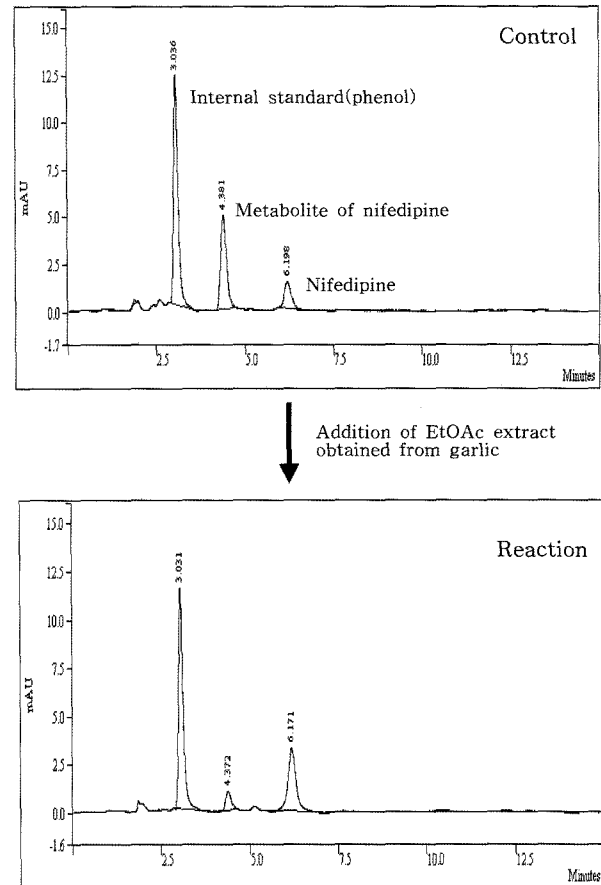 Control
15.0
12.5
10.0
7.5
5.0
2.5
0.0
-1.2
mAU
3.036
Internal standard(phenol)
4.381
Metabolite of nifedipine
6.198
Nifedipine
2.5
5.0
7.5
10.0
12.5
Minutes
Addition of EtOAc extract
obtained from garlic
Reaction
15.0
12.5
10.0
7.5
5.0
2.5
0.0
-1.6
mAU
3.031
4.372
6.171
2.5
5.0
7.5
10.0
12.5
Minutes